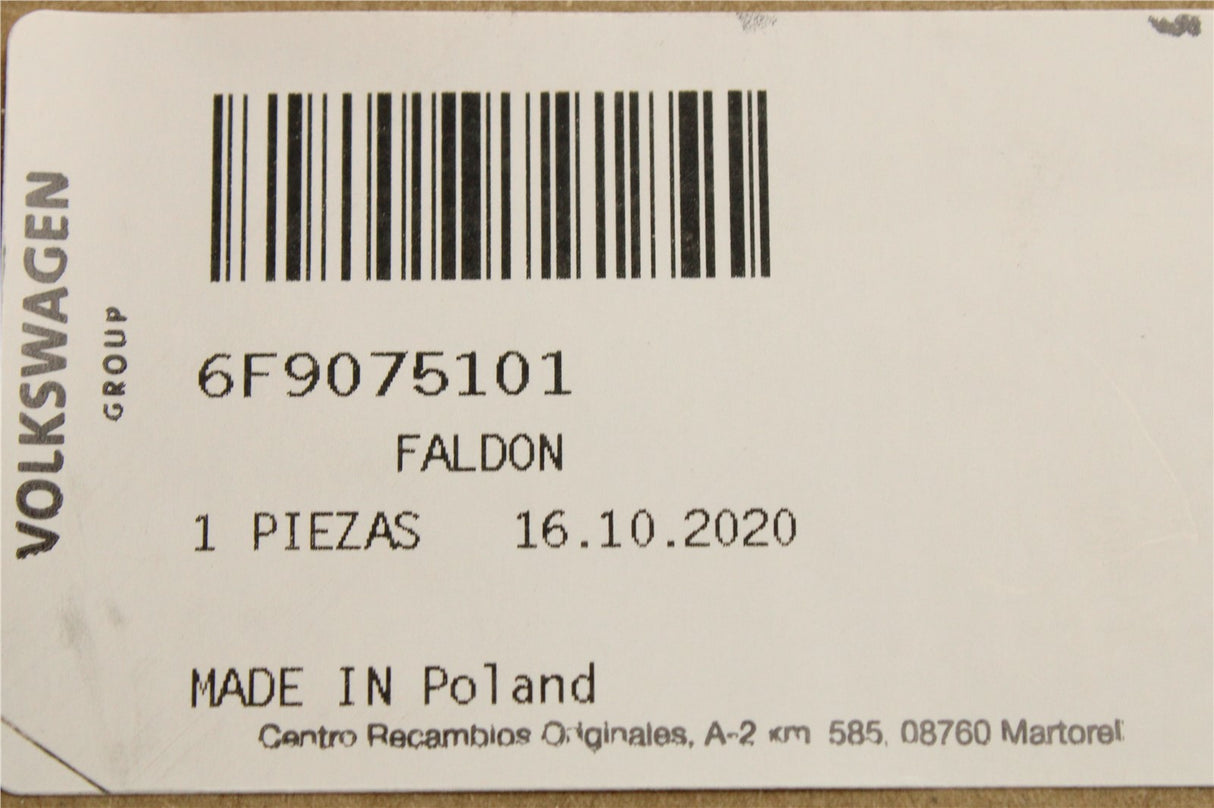 VOLKSWAGEN
GROUP
6F9075101
FALDON
1 PIEZAS 16.10.2020
MADE IN Poland
Centro Recambios Originales, A-2 km 585, 08760 Martorell